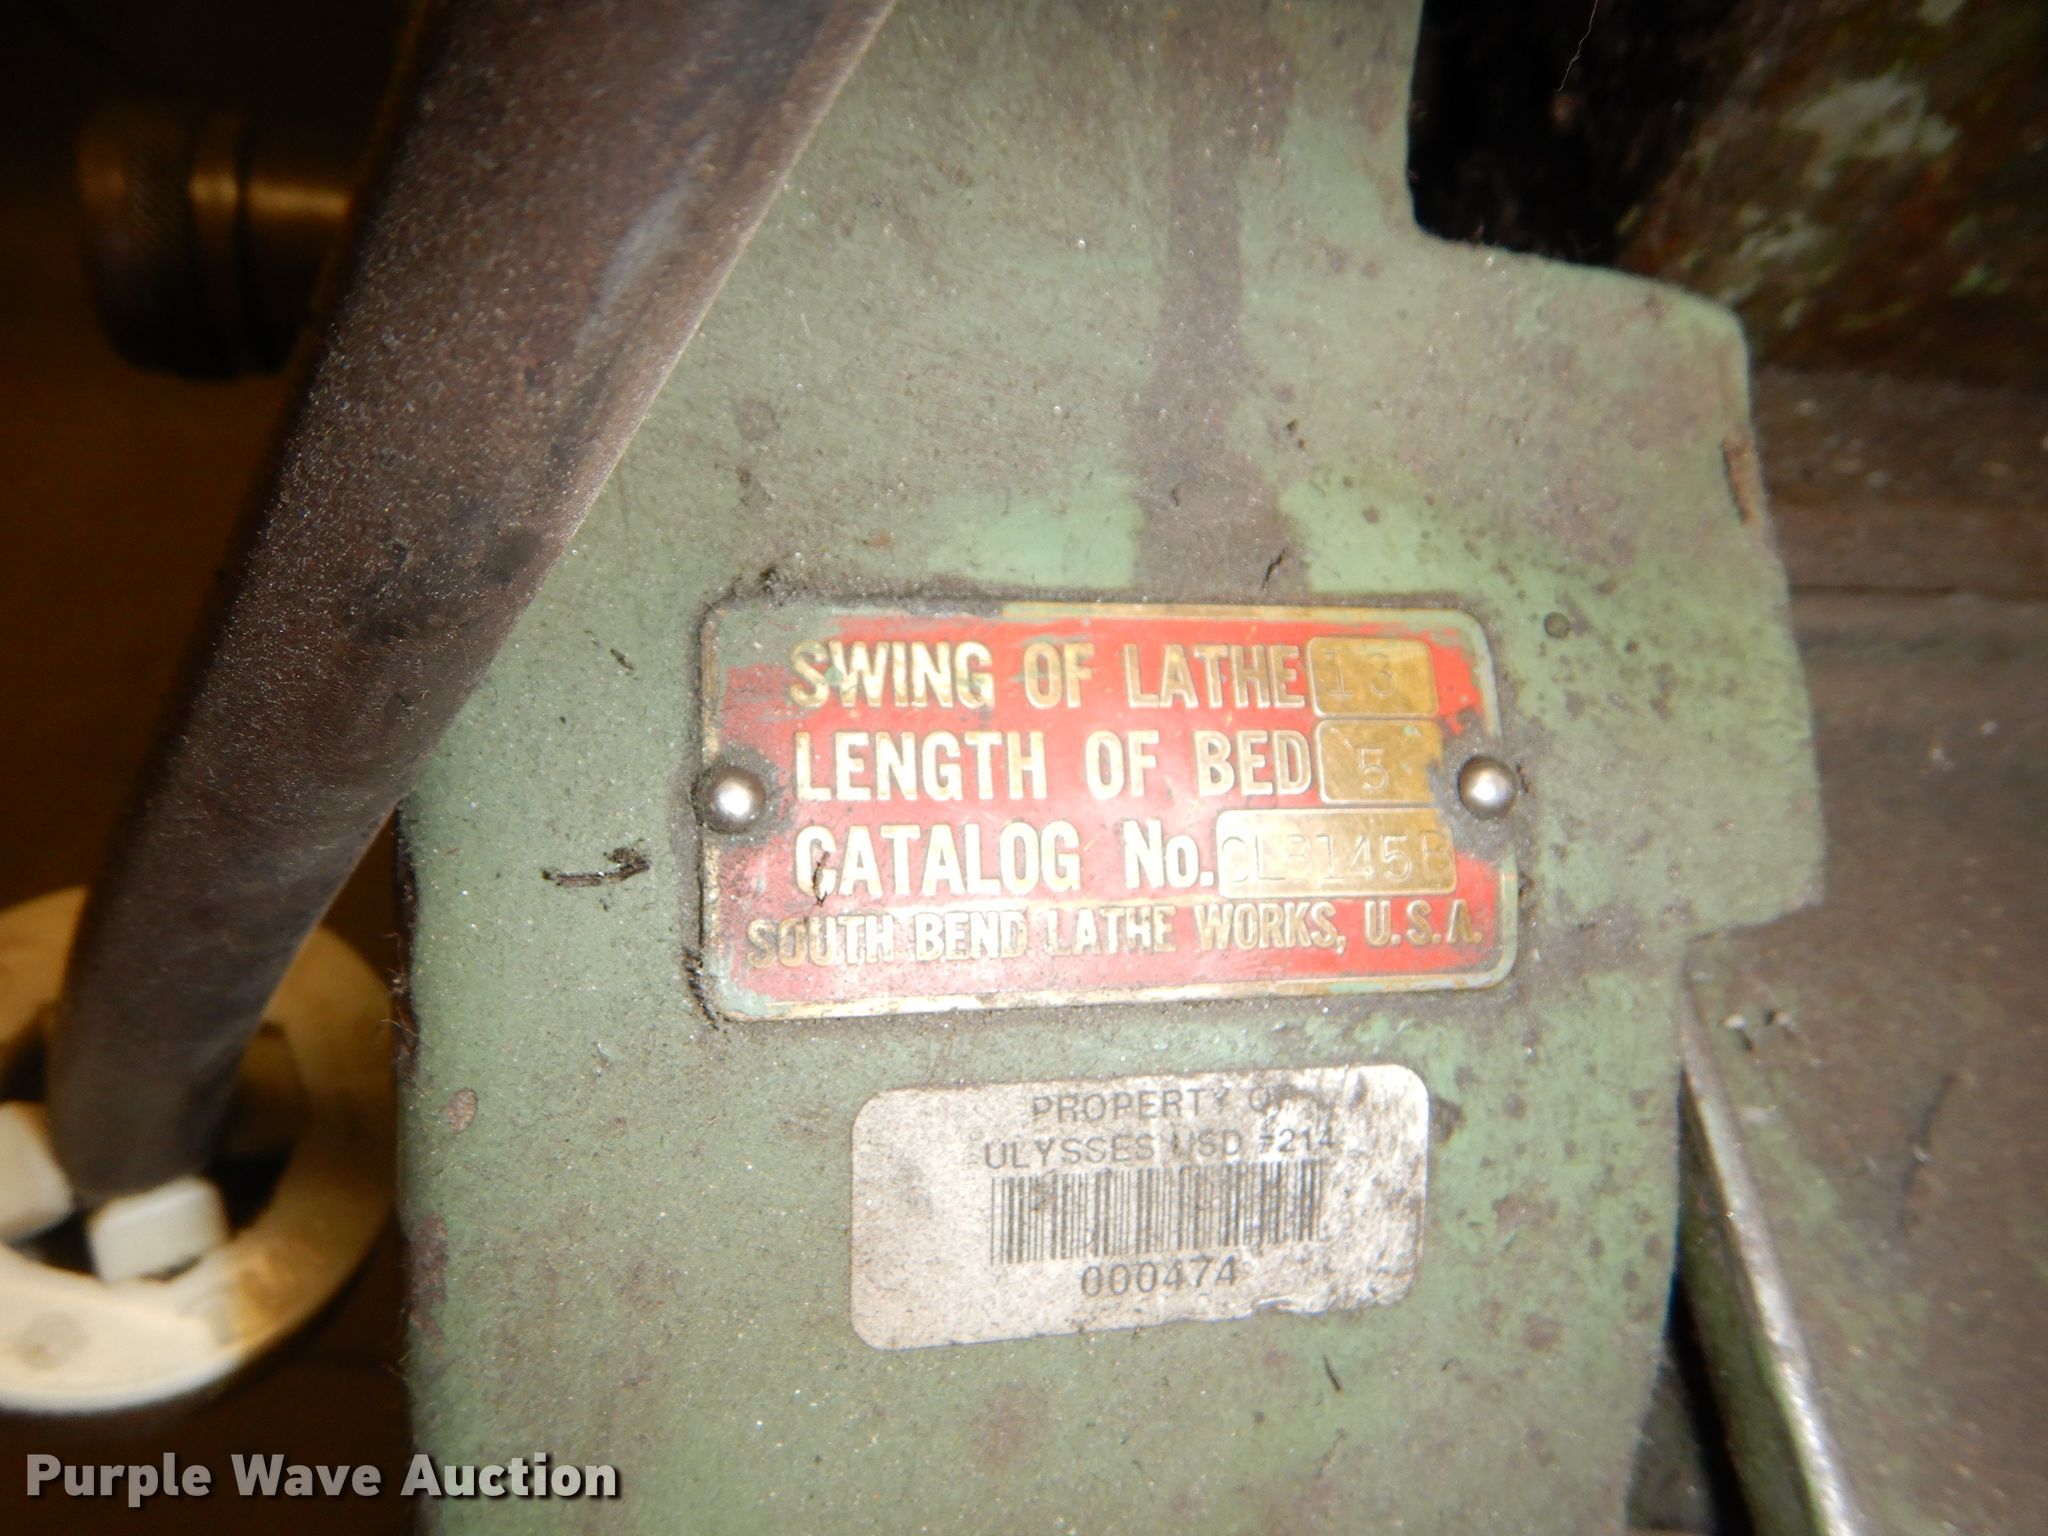 SWING OF LATHE 13
LENGTH OF BED 5
CATALOG No. CL8145B
SOUTH BEND LATHE WORKS, U.S.A.
PROPERTY OF
ULYSSES USD #214
000474
Purple Wave Auction